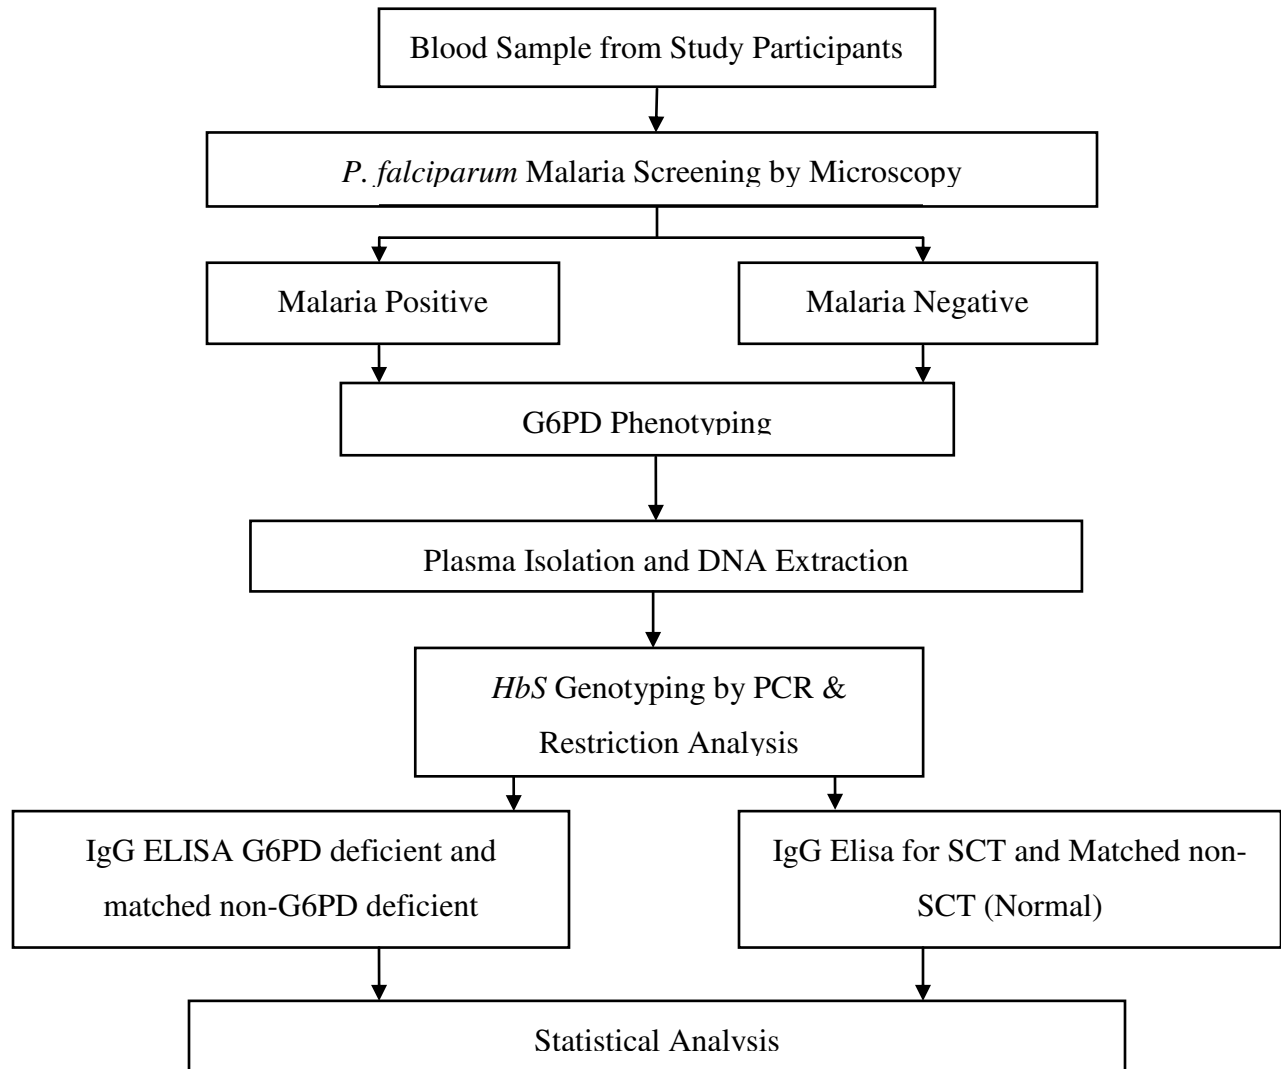 Blood Sample from Study Participants
P. falciparum Malaria Screening by Microscopy
Malaria Positive
Malaria Negative
G6PD Phenotyping
Plasma Isolation and DNA Extraction
HbS Genotyping by PCR &
Restriction Analysis
IgG ELISA G6PD deficient and
matched non-G6PD deficient
IgG Elisa for SCT and Matched non-
SCT (Normal)
Statistical Analysis